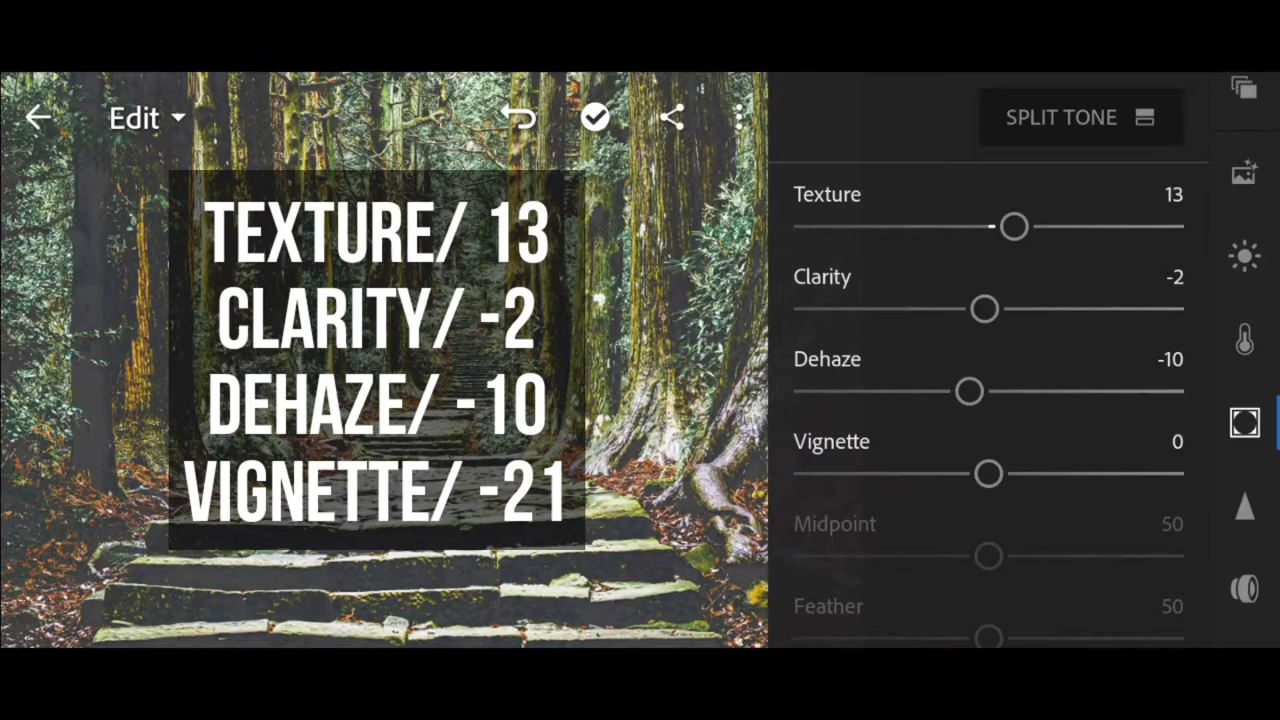 Edit
SPLIT TONE
TEXTURE/ 13
CLARITY/ -2
DEHAZE/ -10
VIGNETTE/ -21
Texture 13
Clarity -2
Dehaze -10
Vignette 0
Midpoint 50
Feather 50